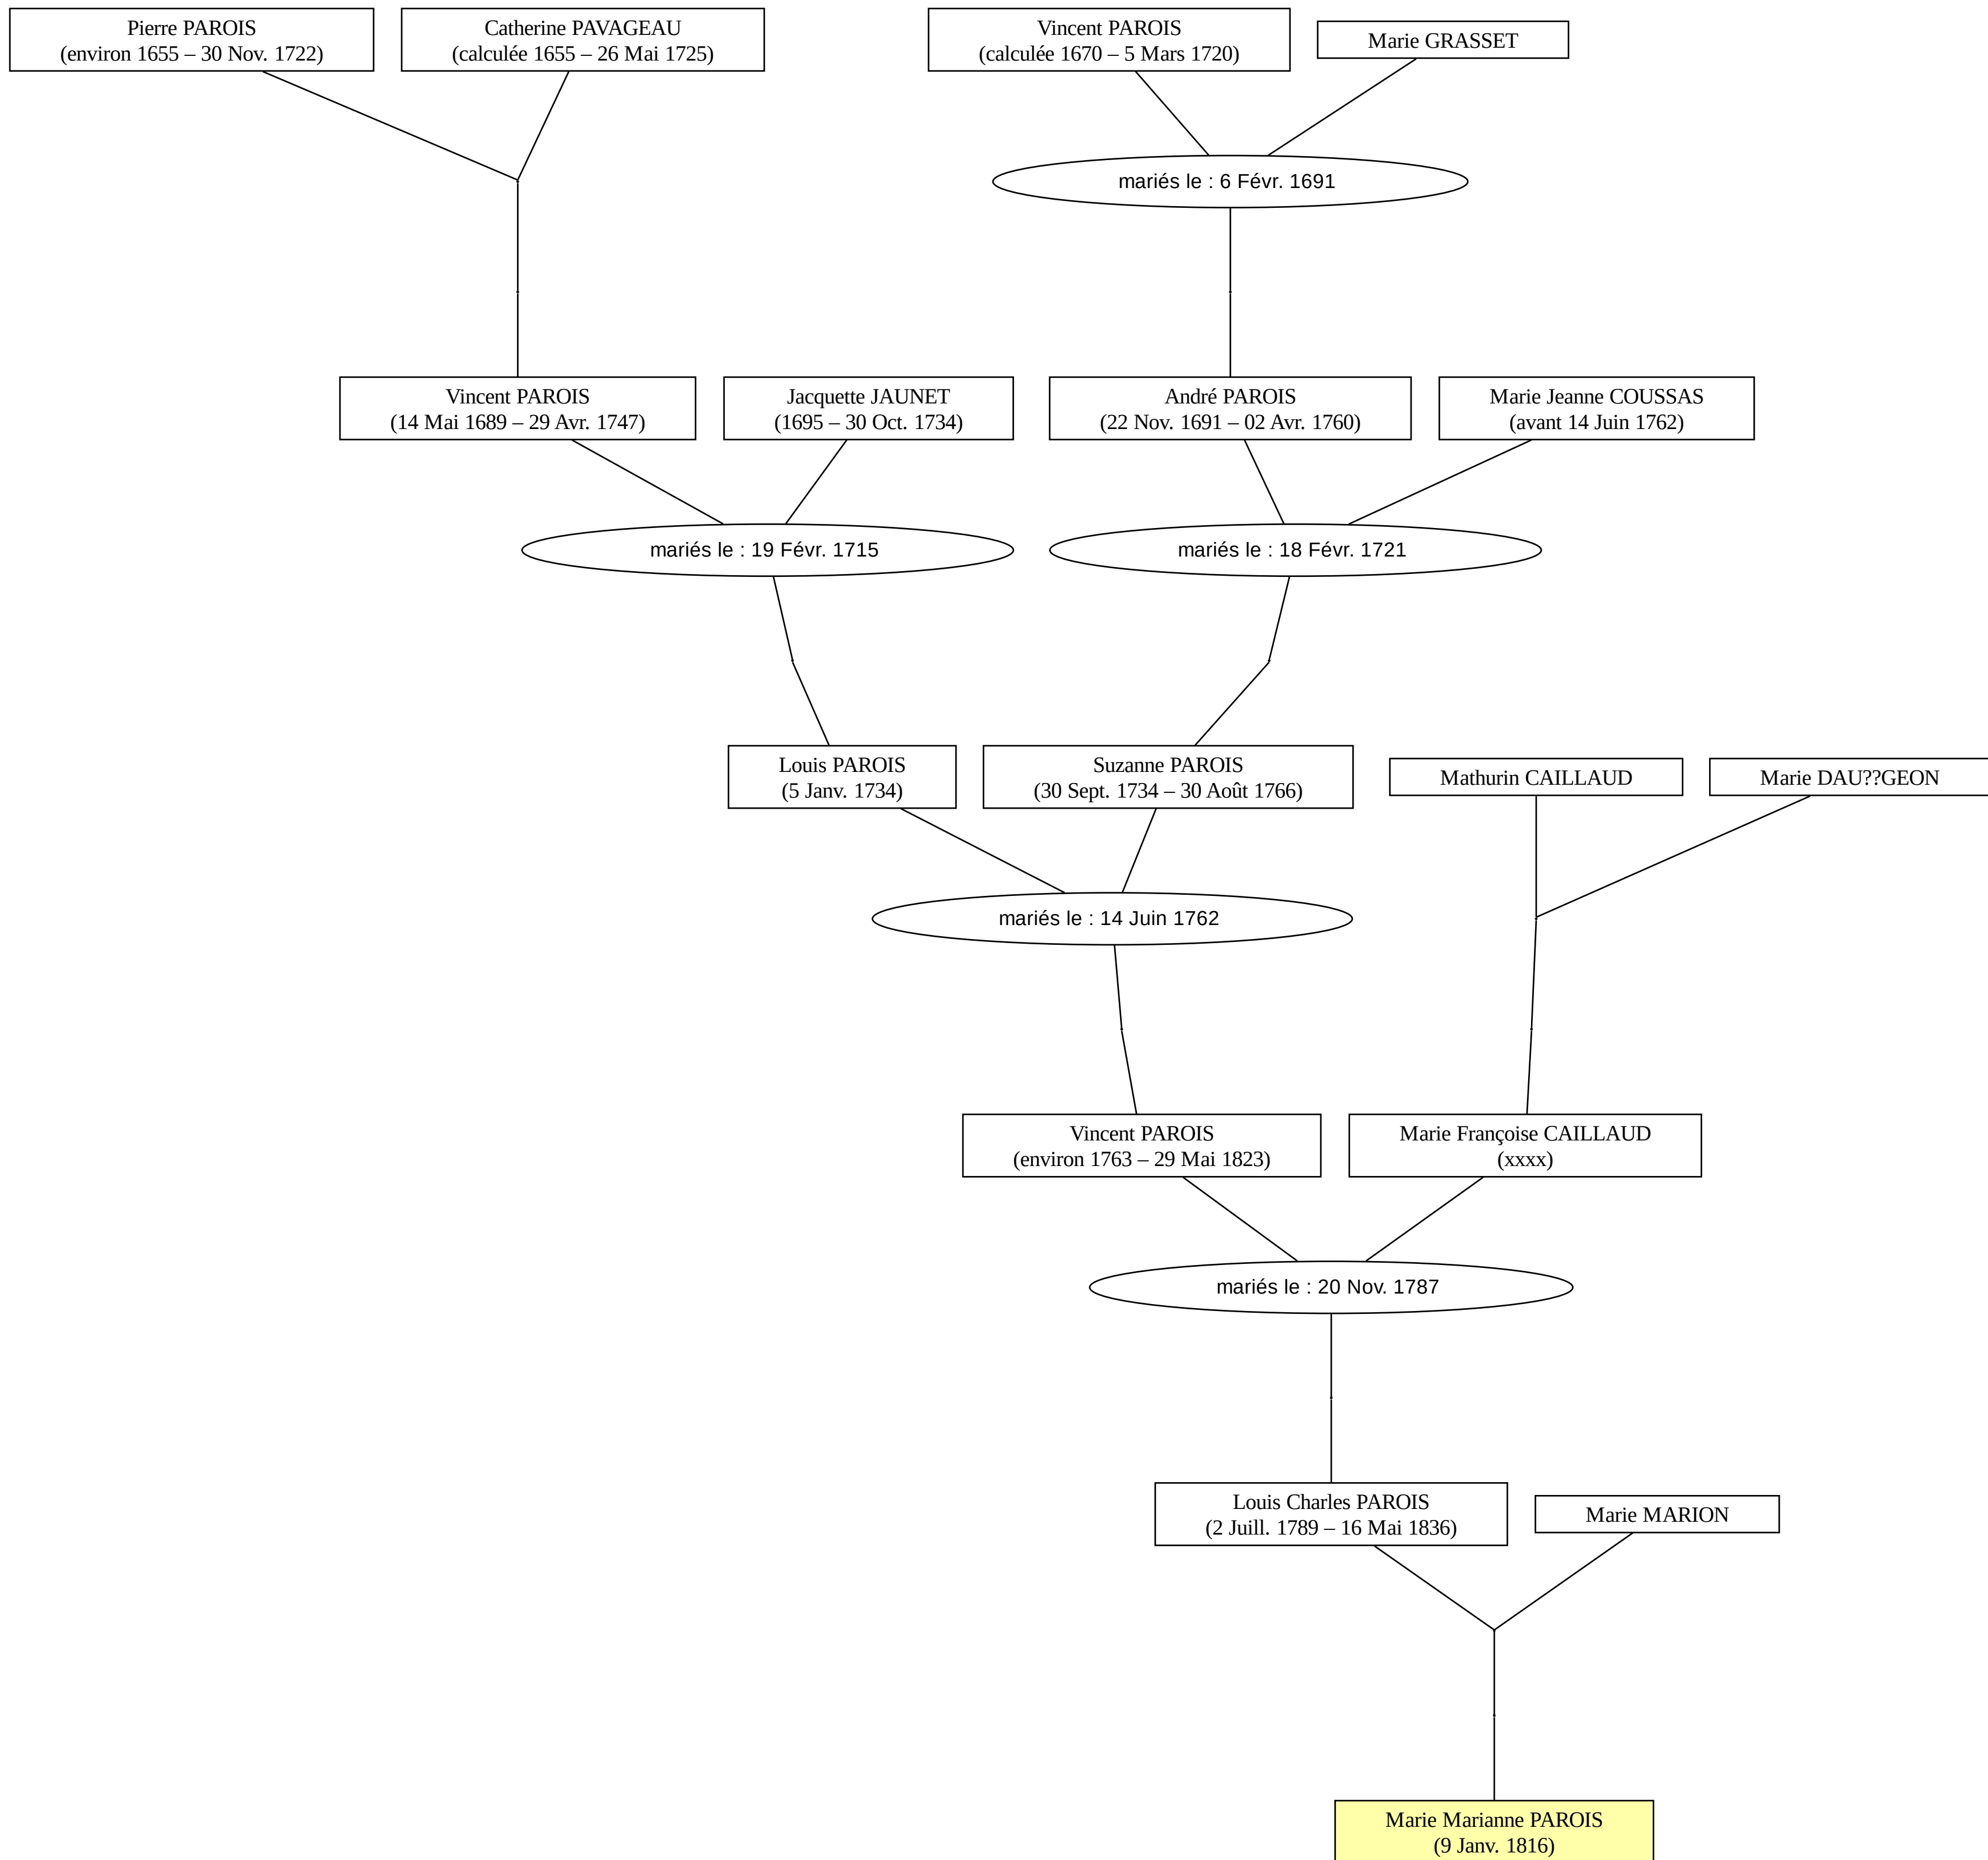 Pierre PAROIS
(environ 1655 – 30 Nov. 1722)
Catherine PAVAGEAU
(calculée 1655 – 26 Mai 1725)
Vincent PAROIS
(calculée 1670 – 5 Mars 1720)
Marie GRASSET
mariés le : 6 Févr. 1691
Vincent PAROIS
(14 Mai 1689 – 29 Avr. 1747)
Jacquette JAUNET
(1695 – 30 Oct. 1734)
André PAROIS
(22 Nov. 1691 – 02 Avr. 1760)
Marie Jeanne COUSSAS
(avant 14 Juin 1762)
mariés le : 19 Févr. 1715
mariés le : 18 Févr. 1721
Louis PAROIS
(5 Janv. 1734)
Suzanne PAROIS
(30 Sept. 1734 – 30 Août 1766)
Mathurin CAILLAUD
Marie DAU??GEON
mariés le : 14 Juin 1762
Vincent PAROIS
(environ 1763 – 29 Mai 1823)
Marie Françoise CAILLAUD
(xxxx)
mariés le : 20 Nov. 1787
Louis Charles PAROIS
(2 Juill. 1789 – 16 Mai 1836)
Marie MARION
Marie Marianne PAROIS
(9 Janv. 1816)